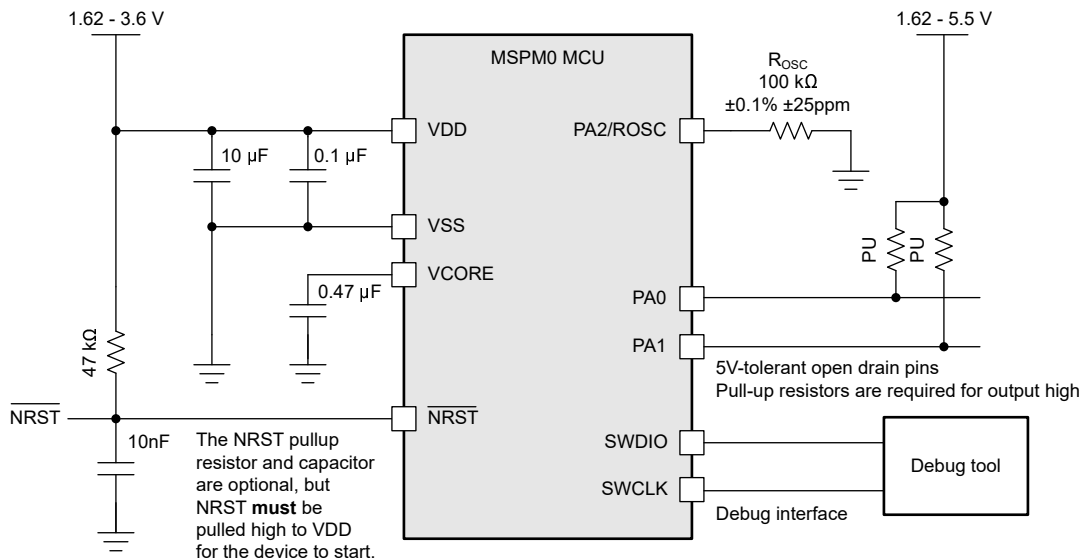 1.62 - 3.6 V
1.62 - 5.5 V
MSPM0 MCU
ROSC
100 kΩ
±0.1% ±25ppm
VDD
PA2/ROSC
10 µF
0.1 µF
VSS
VCORE
0.47 µF
PU
PU
PA0
PA1
47 kΩ
5V-tolerant open drain pins
Pull-up resistors are required for output high
NRST
NRST
10nF
The NRST pullup
resistor and capacitor
are optional, but
NRST must be
pulled high to VDD
for the device to start.
SWDIO
SWCLK
Debug tool
Debug interface